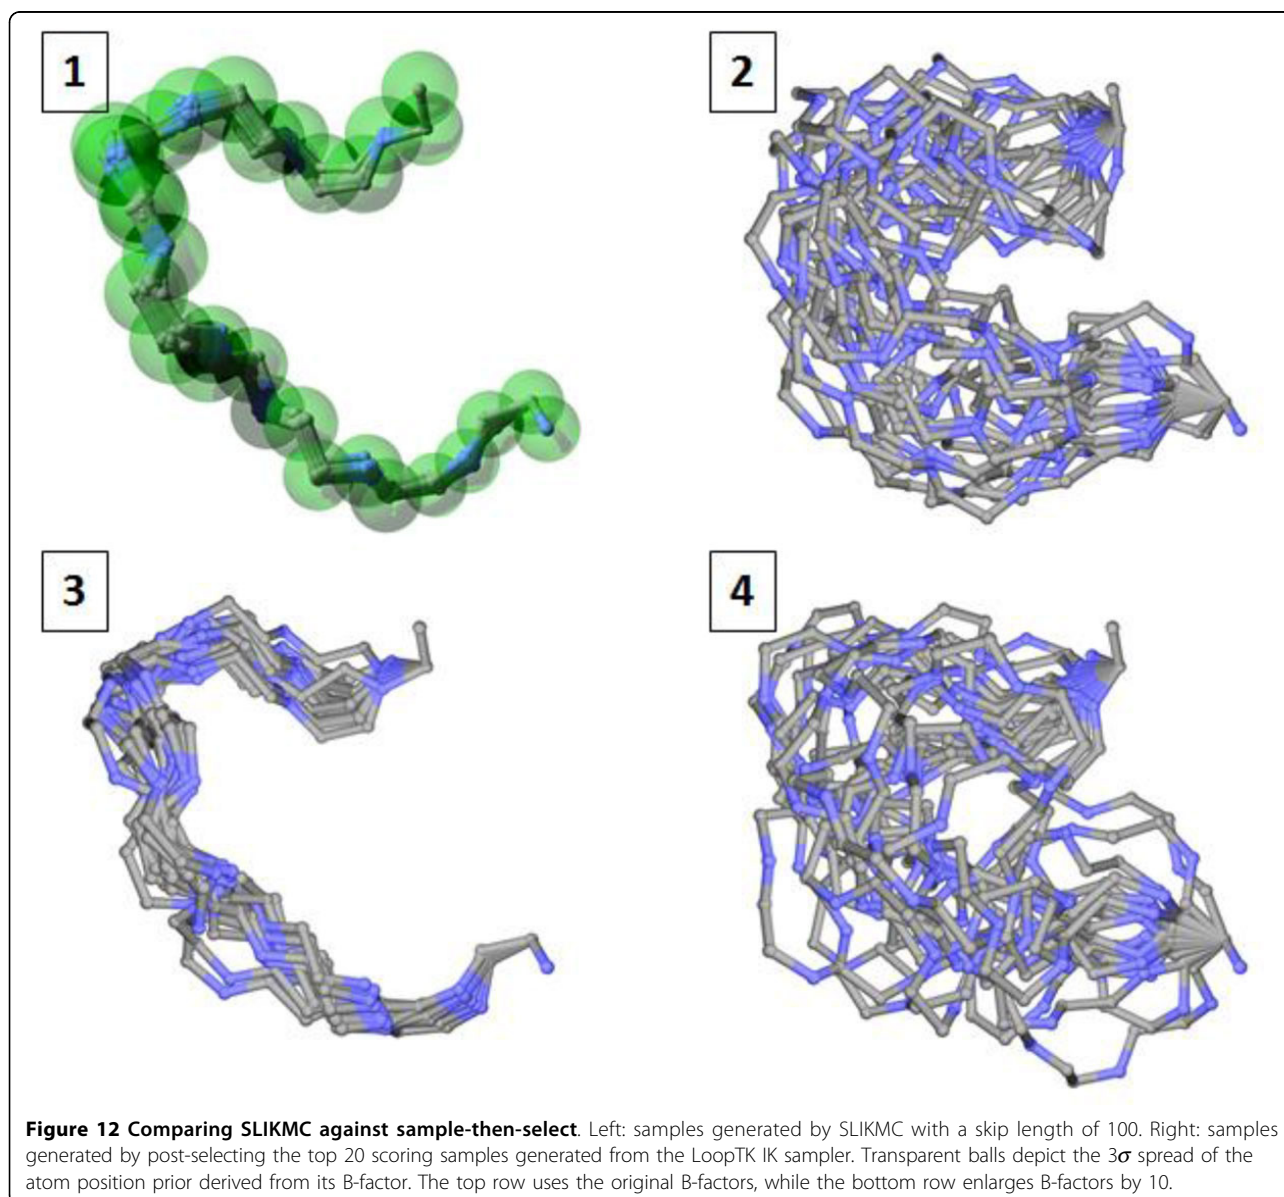 1
2
3
4
Figure 12 Comparing SLIKMC against sample-then-select. Left: samples generated by SLIKMC with a skip length of 100. Right: samples
generated by post-selecting the top 20 scoring samples generated from the LoopTK IK sampler. Transparent balls depict the 3σ spread of the
atom position prior derived from its B-factor. The top row uses the original B-factors, while the bottom row enlarges B-factors by 10.